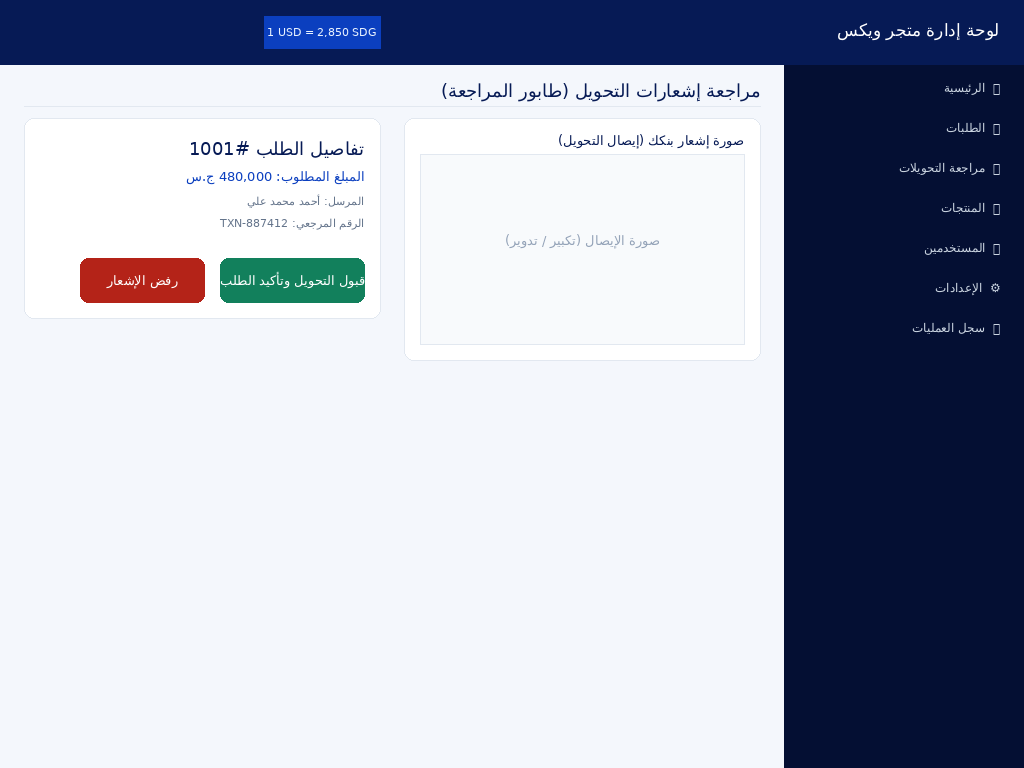 لوحة إدارة متجر ويكس
1 USD = 2,850 SDG
الرئيسية
الطلبات
مراجعة التحويلات
المنتجات
المستخدمين
⚙ الإعدادات
سجل العمليات
مراجعة إشعارات التحويل (طابور المراجعة)
صورة إشعار بنكك (إيصال التحويل)
صورة الإيصال (تكبير / تدوير)
تفاصيل الطلب #1001
المبلغ المطلوب: 480,000 ج.س
المرسل: أحمد محمد علي
الرقم المرجعي: TXN-887412
قبول التحويل وتأكيد الطلب
رفض الإشعار